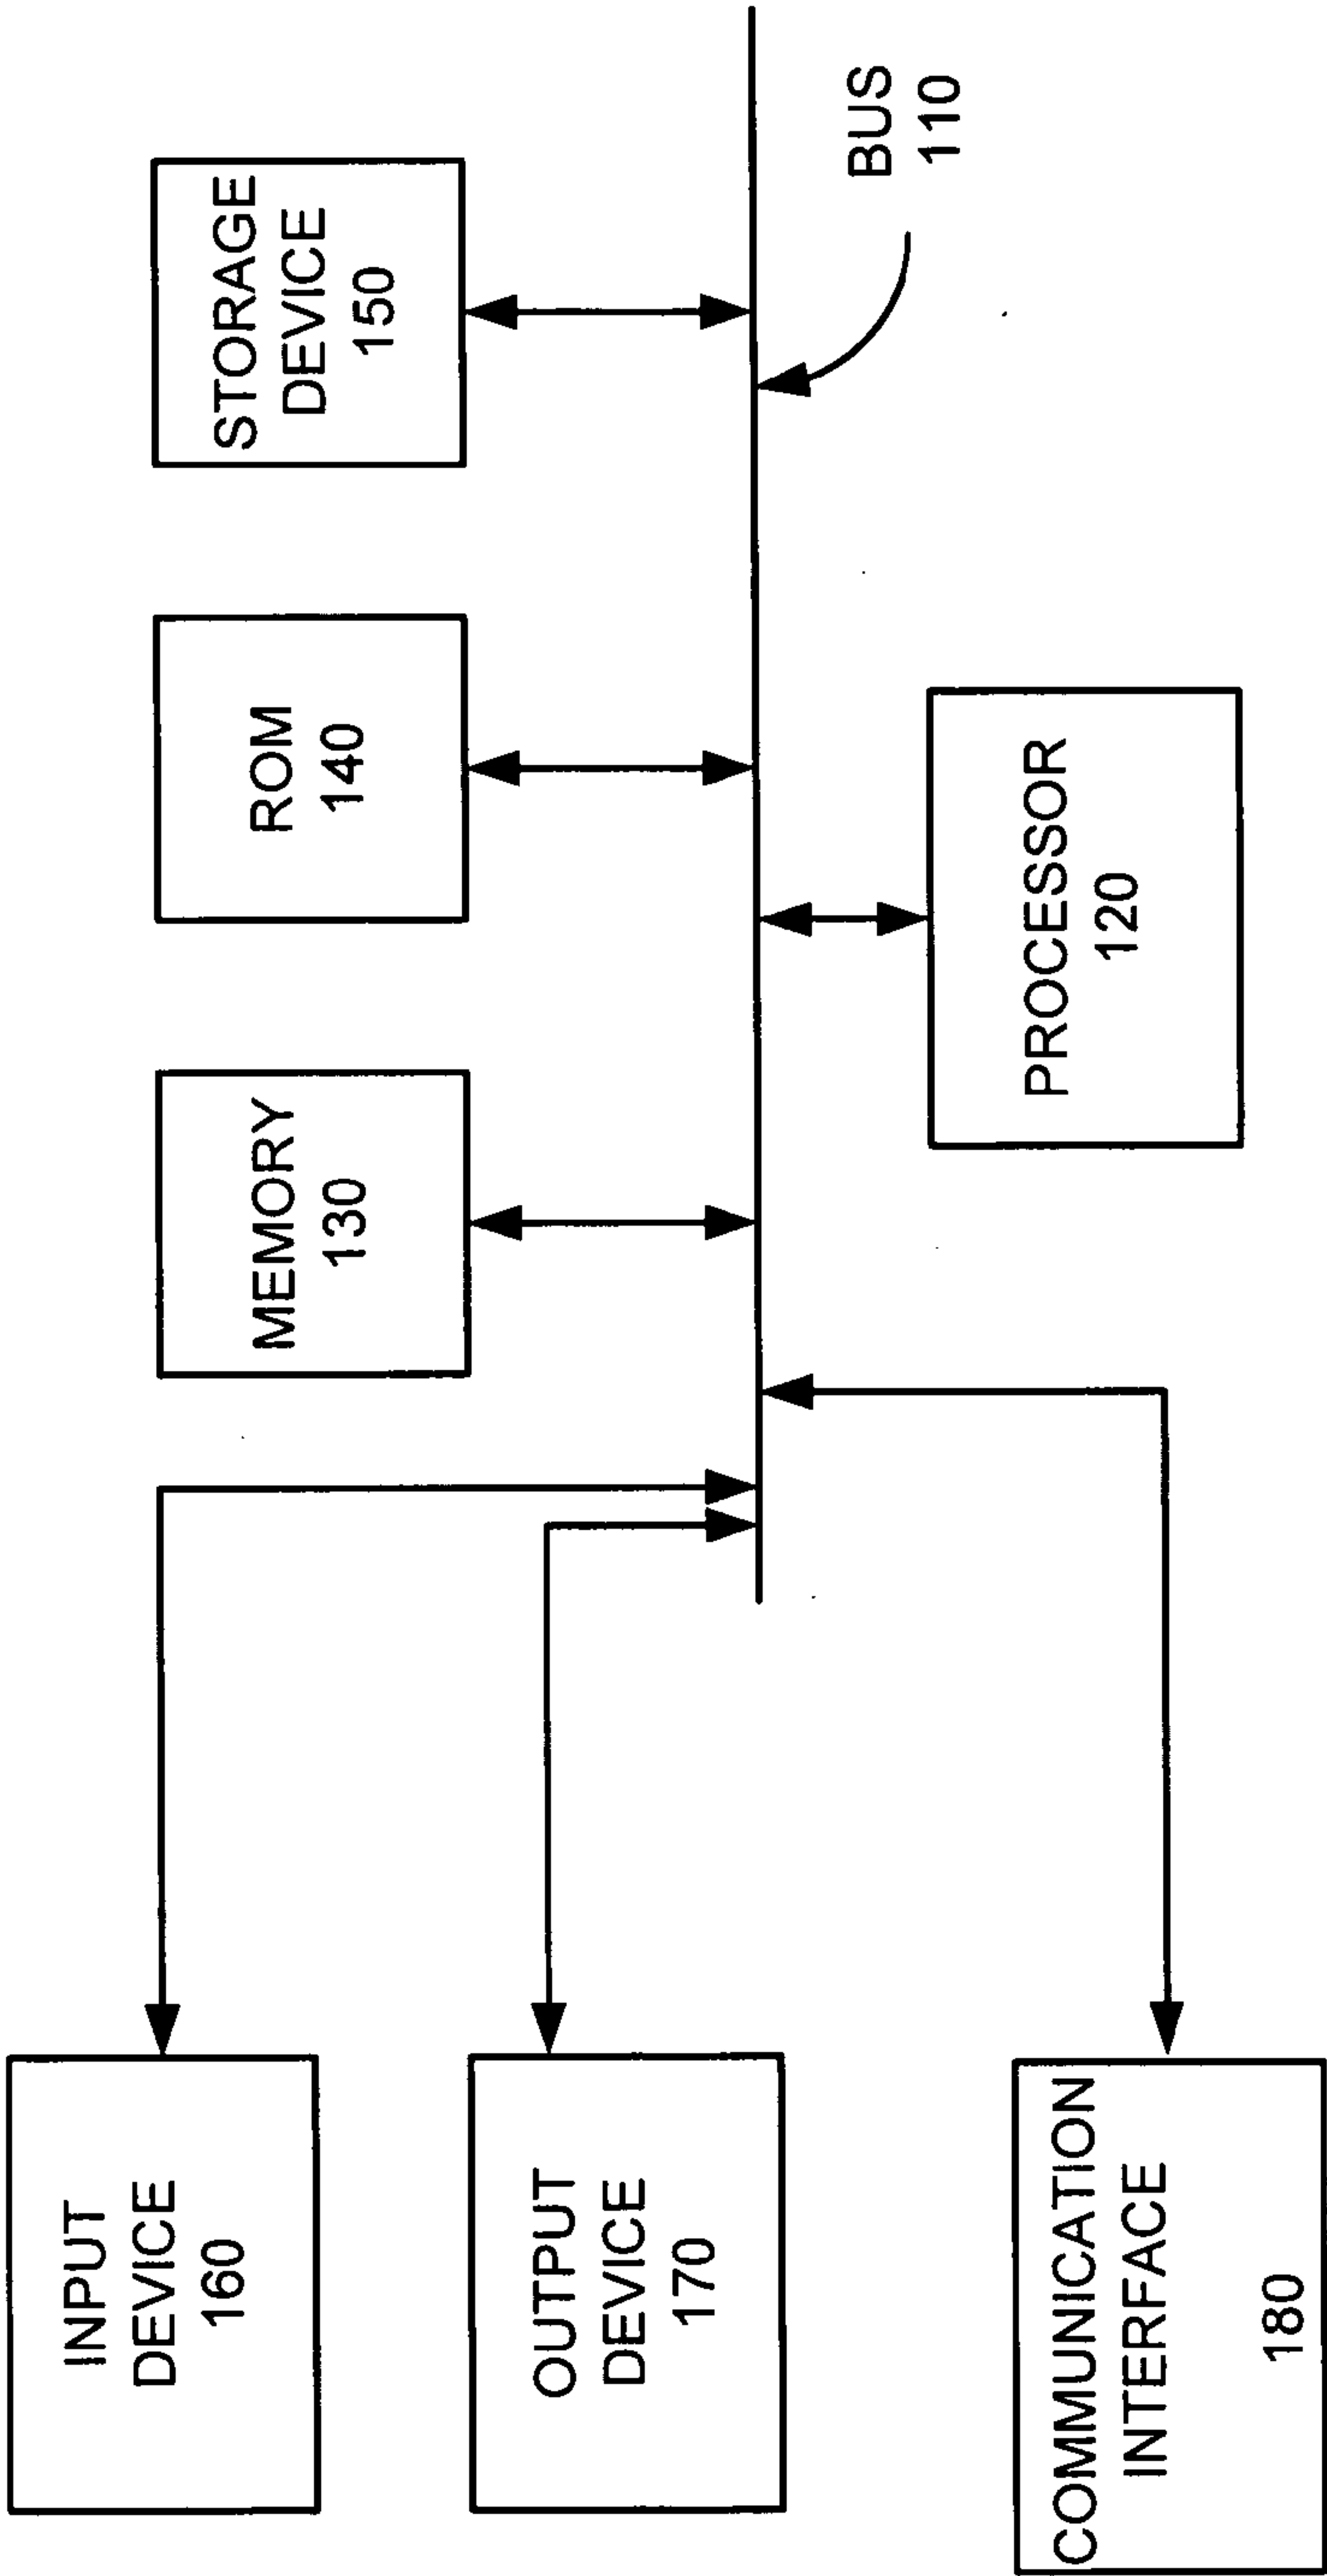 INPUT
DEVICE
160
OUTPUT
DEVICE
170
COMMUNICATION
INTERFACE
180
MEMORY
130
ROM
140
STORAGE
DEVICE
150
PROCESSOR
120
BUS
110